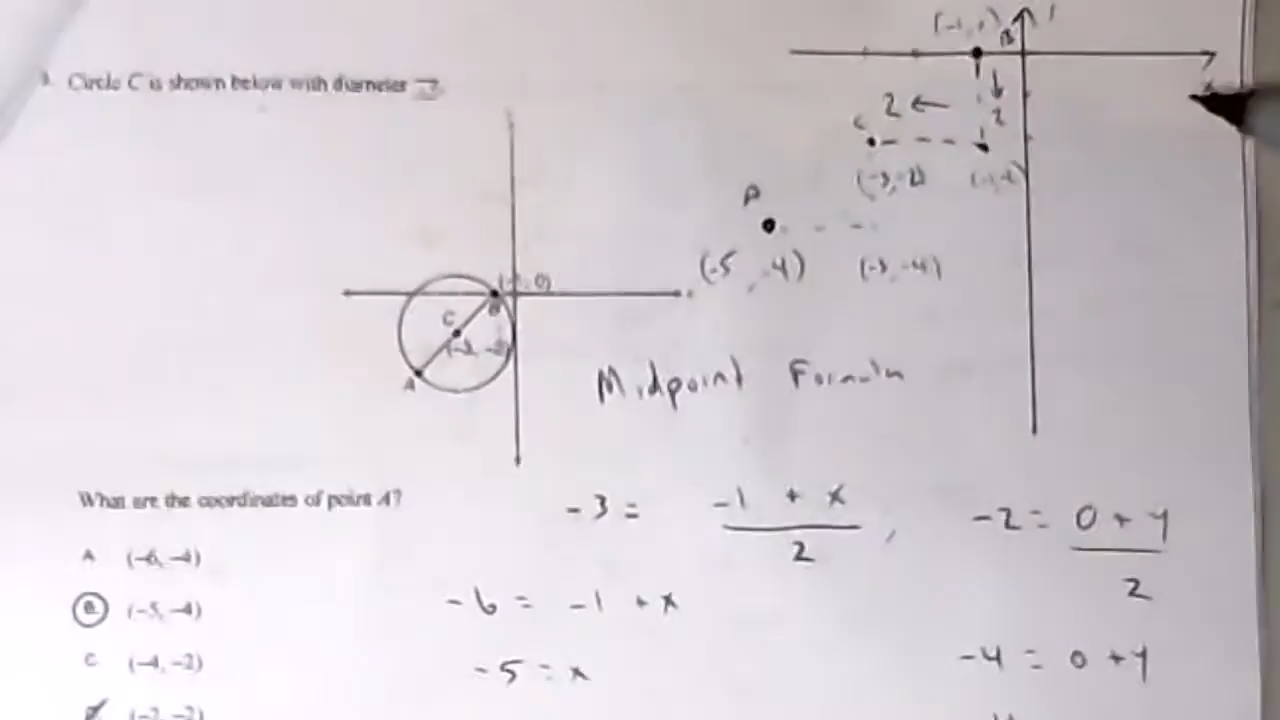 Circle C is shown below with diameter
B
2 ←
2
C
(-3,-2)
A
(-5, -4)
(-3, -4)
(-1, 0)
B
C
(-3, -2)
A
Midpoint Formula
What are the coordinates of point A?
-3 = -1 + x / 2 , -2 = 0 + y / 2
A (-6, -4)
B (-5, -4)
-6 = -1 + x
C (-4, -2)
-4 = 0 + y
-5 = x
(-2, -2)